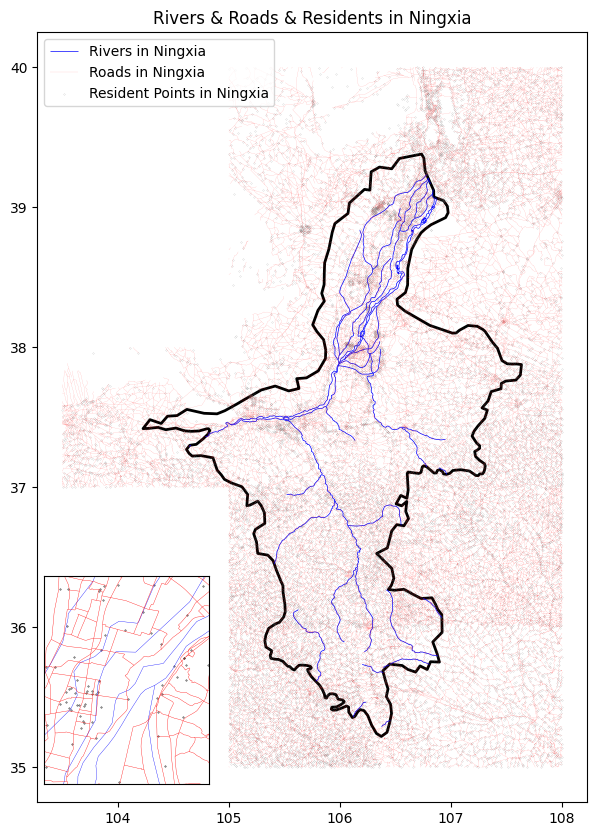 Rivers & Roads & Residents in Ningxia
Rivers in Ningxia
Roads in Ningxia
Resident Points in Ningxia
40
39
38
37
36
35
104
105
106
107
108